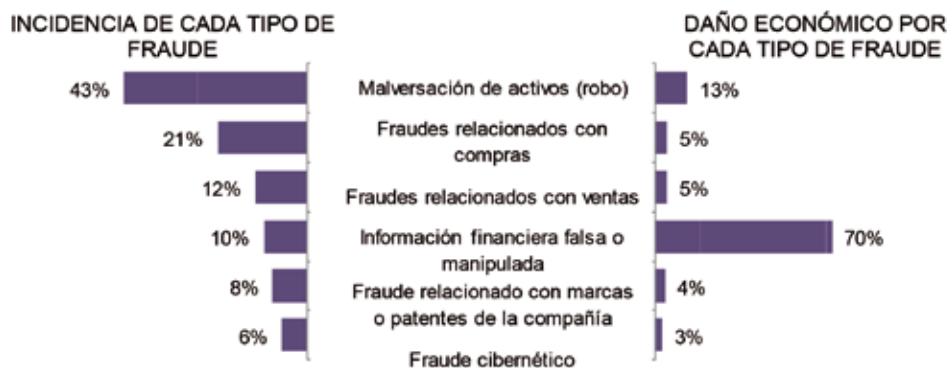 INCIDENCIA DE CADA TIPO DE
FRAUDE
DAÑO ECONÓMICO POR
CADA TIPO DE FRAUDE
43%
Malversación de activos (robo)
13%
21%
Fraudes relacionados con
compras
5%
12%
Fraudes relacionados con ventas
5%
10%
Información financiera falsa o
manipulada
70%
8%
Fraude relacionado con marcas
o patentes de la compañía
4%
6%
Fraude cibernético
3%